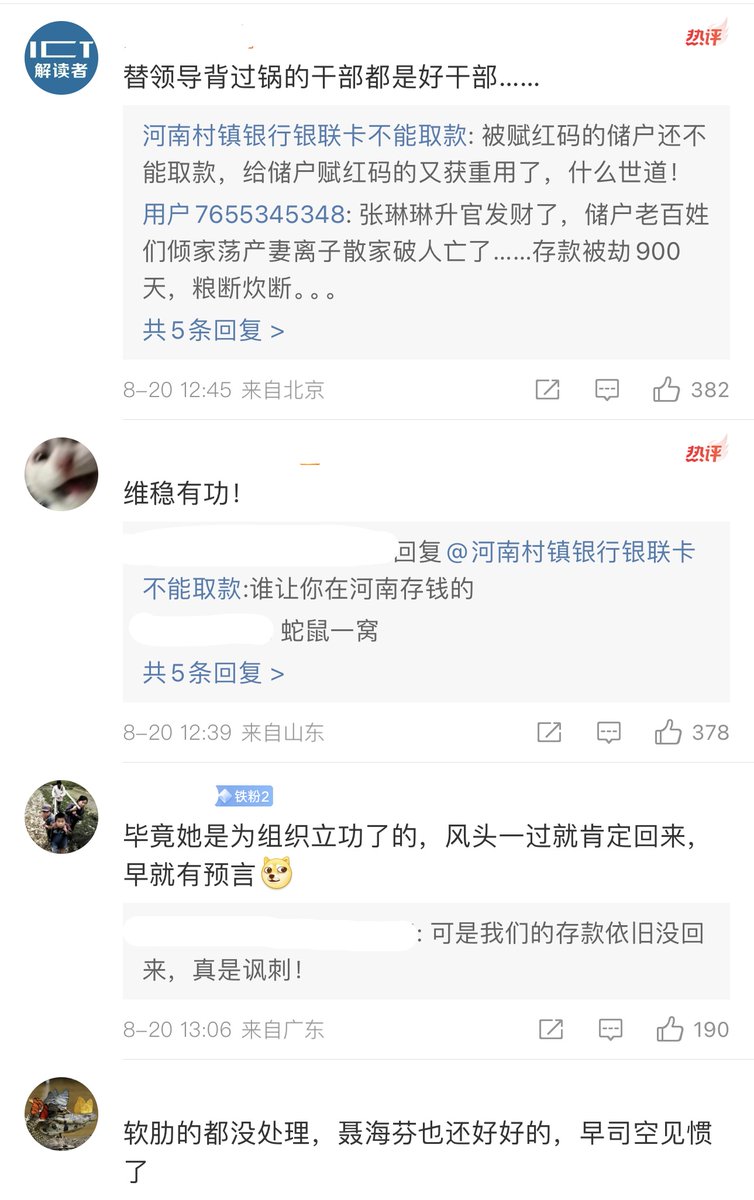 ICT
解读者
热评
替领导背过锅的干部都是好干部......
河南村镇银行银联卡不能取款: 被赋红码的储户还不
能取款，给储户赋红码的又获重用了，什么世道！
用户7655345348: 张琳琳升官发财了，储户老百姓
们倾家荡产妻离子散家破人亡了......存款被劫900
天，粮断炊断。。。
共5条回复 >
8-20 12:45 来自北京
382
热评
维稳有功！
回复@河南村镇银行银联卡
不能取款:谁让你在河南存钱的
蛇鼠一窝
共5条回复 >
8-20 12:39 来自山东
378
铁粉2
毕竟她是为组织立功了的，风头一过就肯定回来，
早就有预言
: 可是我们的存款依旧没回
来，真是讽刺！
8-20 13:06 来自广东
190
软肋的都没处理，聂海芬也还好好的，早司空见惯
了